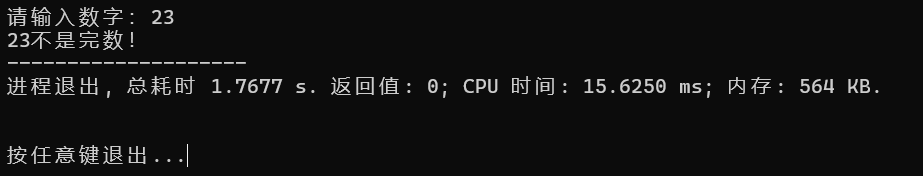 请输入数字: 23
23不是完数!
--------------------
进程退出, 总耗时 1.7677 s. 返回值: 0; CPU 时间: 15.6250 ms; 内存: 564 KB.
按任意键退出...